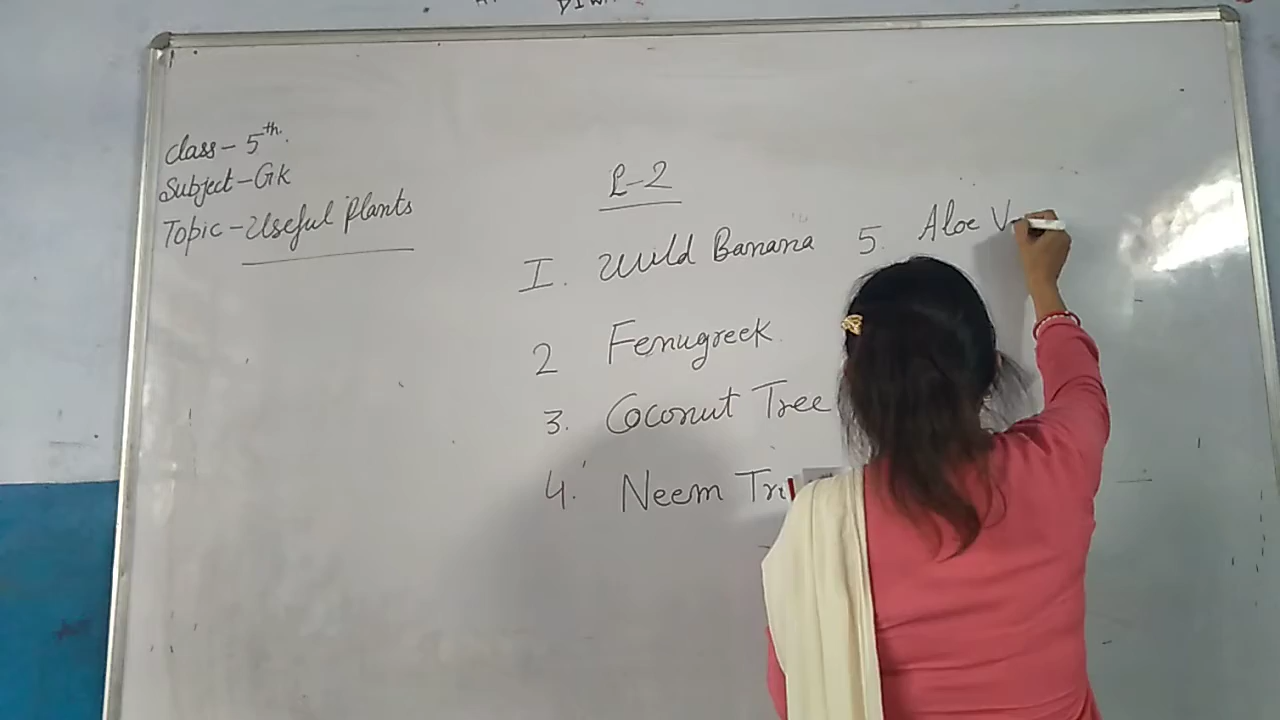 Class - 5th.
Subject - GK
Topic - Useful Plants
L-2
I. Wild Banana
2 Fenugreek
3. Coconut Tree
4. Neem
5. Aloe